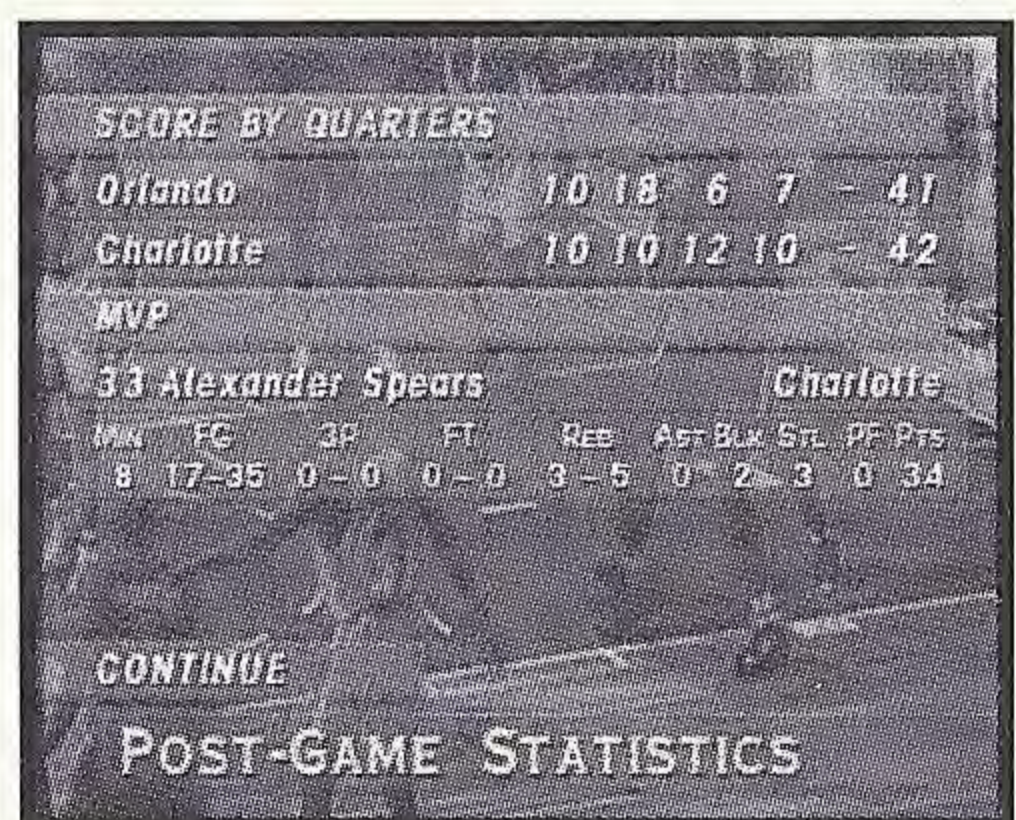 SCORE BY QUARTERS
Orlando 10 18 6 7 - 41
Charlotte 10 10 12 10 - 42
MVP
33 Alexander Spears Charlotte
MIN FG 3P FT REB AST BLK STL PF PTS
8 17-35 0-0 0-0 3-5 0 2 3 0 34
CONTINUE
POST-GAME STATISTICS